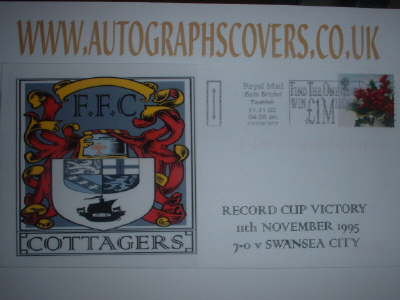 WWW.AUTOGRAPHSCOVERS.CO.UK
F.F.C
COTTAGERS
Royal Mail
FIND THE
WIN £1M
RECORD CUP VICTORY
11TH NOVEMBER 1995
7-0 V SWANSEA CITY